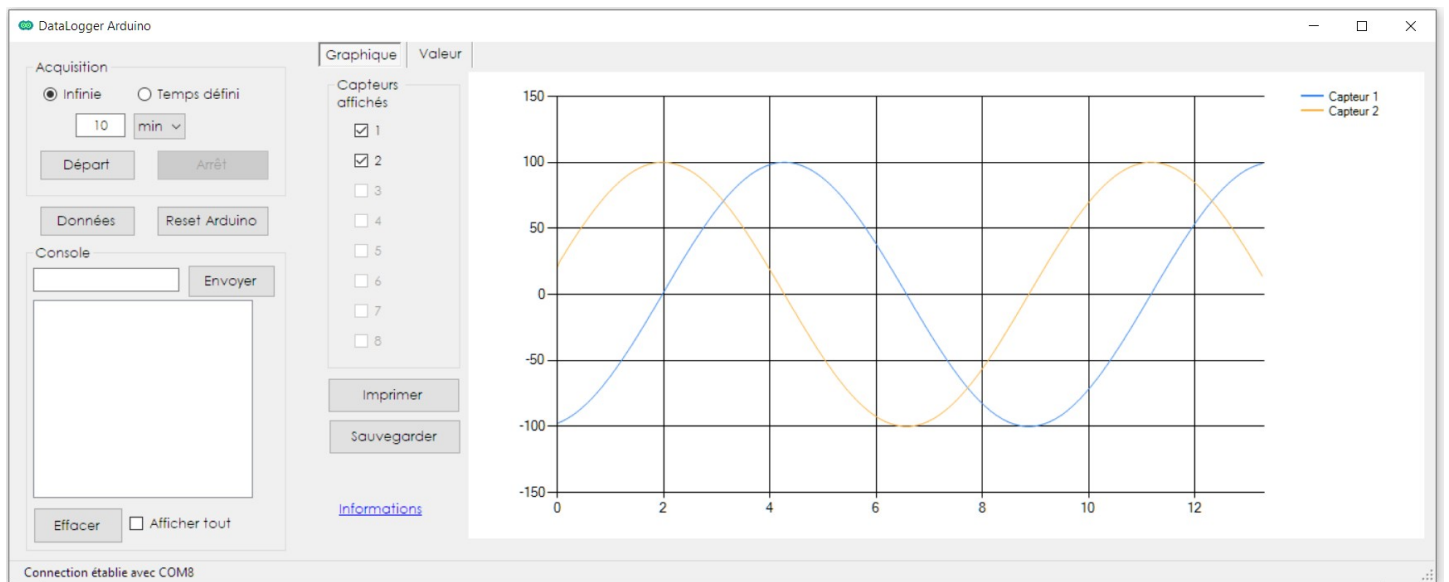 DataLogger Arduino
Acquisition
Infinie
Temps défini
10
min
Départ
Arrêt
Données
Reset Arduino
Console
Envoyer
Effacer
Afficher tout
Graphique
Valeur
Capteurs
affichés
1
2
3
4
5
6
7
8
Imprimer
Sauvegarder
Informations
150
100
50
0
-50
-100
-150
0
2
4
6
8
10
12
Capteur 1
Capteur 2
Connection établie avec COM8